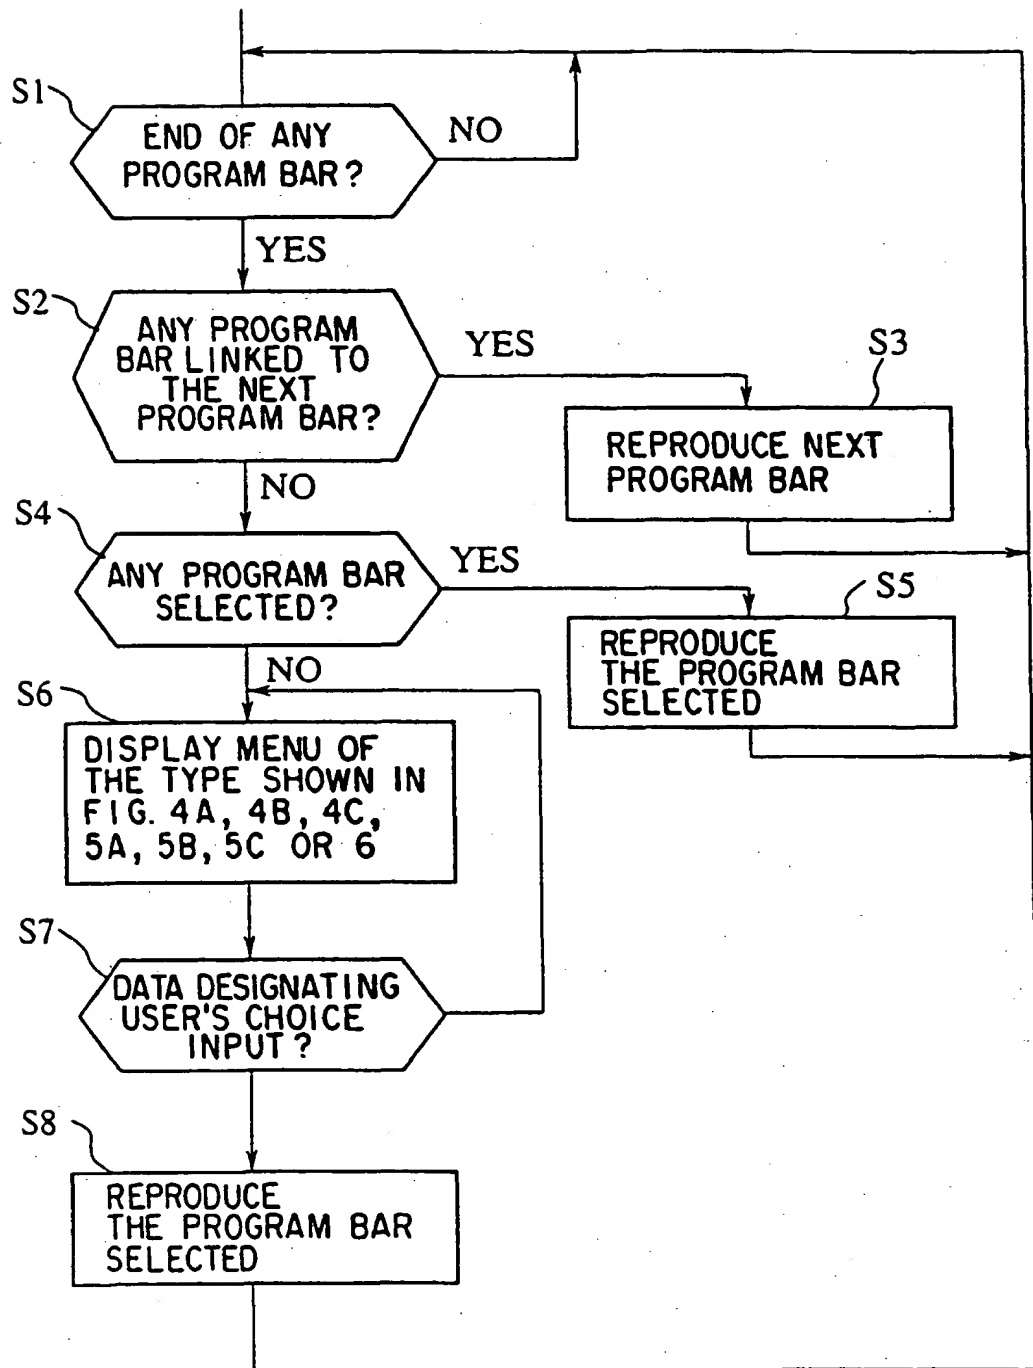 S1
END OF ANY
PROGRAM BAR?
NO
YES
S2
ANY PROGRAM
BAR LINKED TO
THE NEXT
PROGRAM BAR?
YES
S3
REPRODUCE NEXT
PROGRAM BAR
NO
S4
ANY PROGRAM BAR
SELECTED?
YES
S5
REPRODUCE
THE PROGRAM BAR
SELECTED
NO
S6
DISPLAY MENU OF
THE TYPE SHOWN IN
FIG. 4A, 4B, 4C,
5A, 5B, 5C OR 6
S7
DATA DESIGNATING
USER'S CHOICE
INPUT?
S8
REPRODUCE
THE PROGRAM BAR
SELECTED